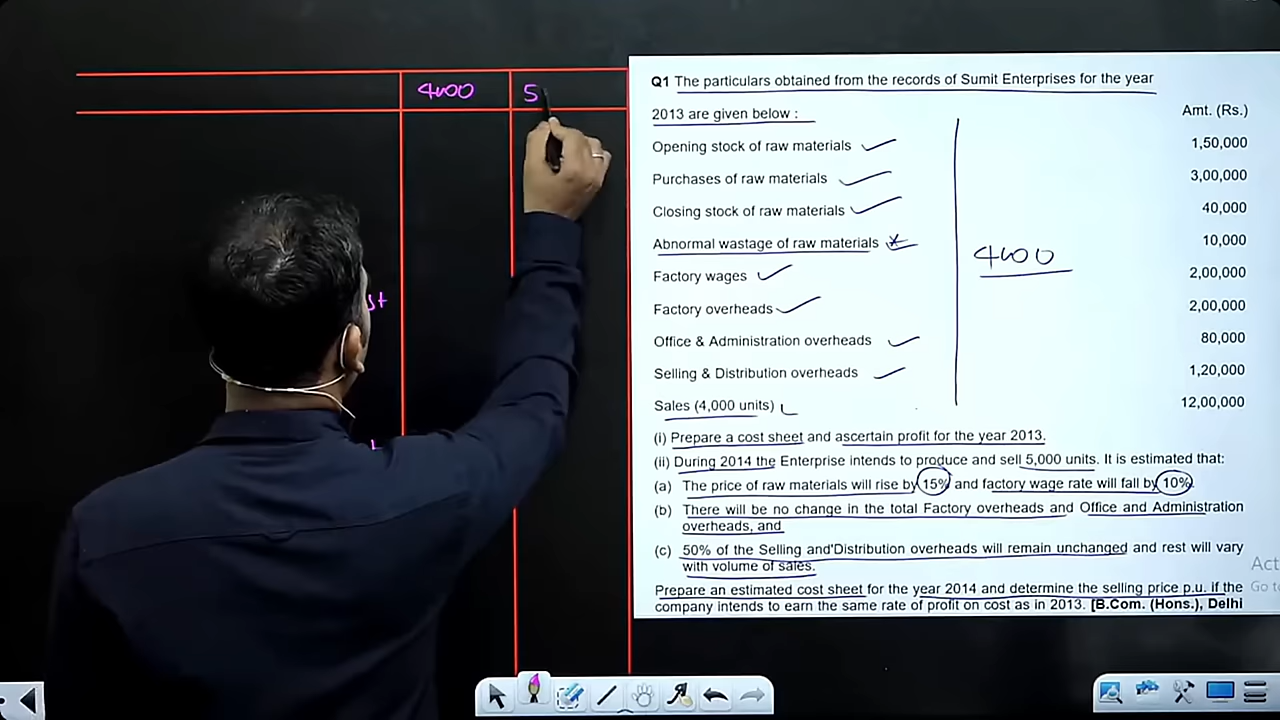 4000 5
st
Q1 The particulars obtained from the records of Sumit Enterprises for the year
2013 are given below :
Amt. (Rs.)
Opening stock of raw materials 1,50,000
Purchases of raw materials 3,00,000
Closing stock of raw materials 40,000
Abnormal wastage of raw materials 10,000
4000
Factory wages 2,00,000
Factory overheads 2,00,000
Office & Administration overheads 80,000
Selling & Distribution overheads 1,20,000
Sales (4,000 units) 12,00,000
(i) Prepare a cost sheet and ascertain profit for the year 2013.
(ii) During 2014 the Enterprise intends to produce and sell 5,000 units. It is estimated that:
(a) The price of raw materials will rise by 15% and factory wage rate will fall by 10%.
(b) There will be no change in the total Factory overheads and Office and Administration
overheads, and
(c) 50% of the Selling and'Distribution overheads will remain unchanged and rest will vary
with volume of sales.
Prepare an estimated cost sheet for the year 2014 and determine the selling price p.u. if the
company intends to earn the same rate of profit on cost as in 2013. [B.Com. (Hons.), Delhi
Act
Go to